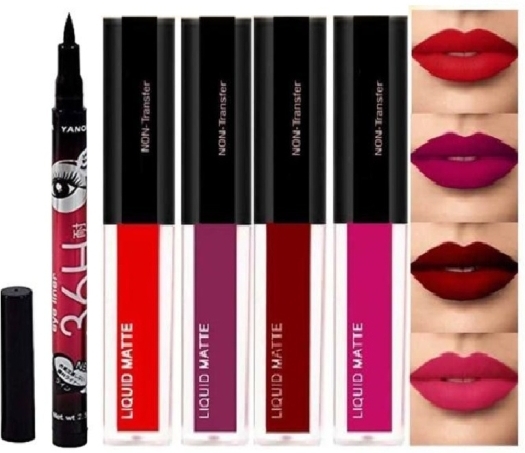 YANQ
36H
eye liner
NON-Transfer
LIQUID MATTE
NON-Transfer
LIQUID MATTE
NON-Transfer
LIQUID MATTE
NON-Transfer
LIQUID MATTE